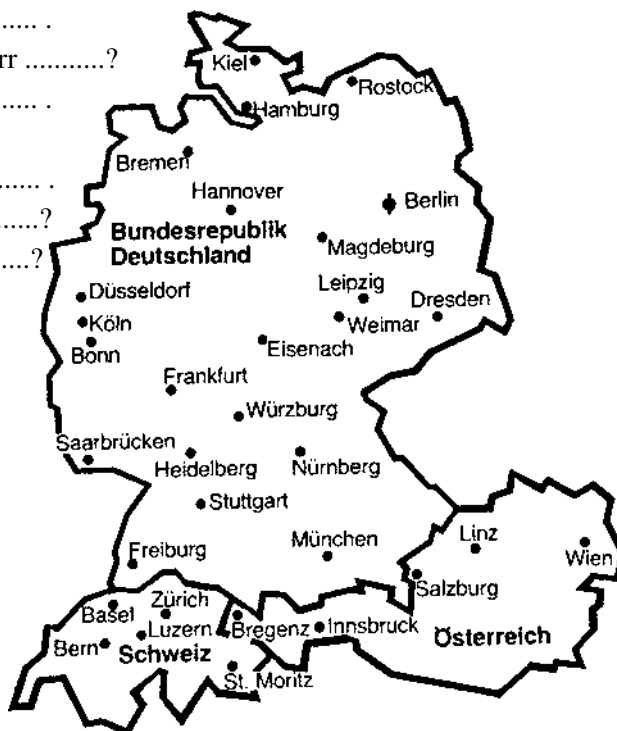 ...... .
rr ...........?
...... .
...... .
......?
.....?
Kiel
Rostock
Hamburg
Bremen
Hannover
Berlin
Bundesrepublik
Deutschland
Magdeburg
Leipzig
Düsseldorf
Dresden
Weimar
Köln
Bonn
Eisenach
Frankfurt
Würzburg
Saarbrücken
Heidelberg
Nürnberg
Stuttgart
München
Linz
Wien
Freiburg
Salzburg
Basel
Zürich
Luzern
Bregenz
Innsbruck
Österreich
Bern
Schweiz
St. Moritz